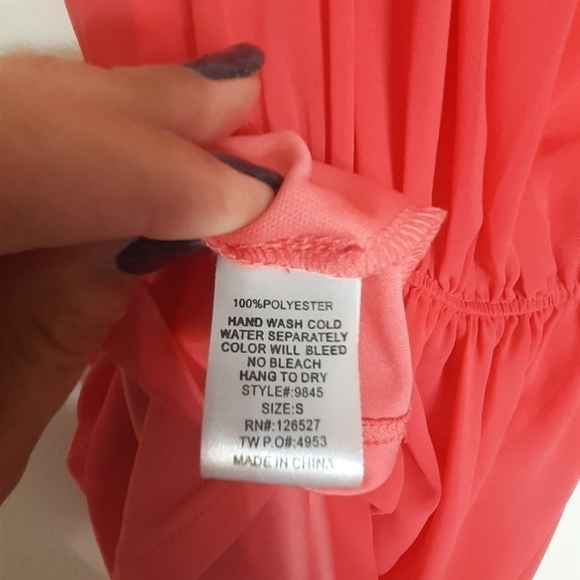 100%POLYESTER
HAND WASH COLD
WATER SEPARATELY
COLOR WILL BLEED
NO BLEACH
HANG TO DRY
STYLE#:9845
SIZE:S
RN#:126527
TW P.O#:4953
MADE IN CHINA